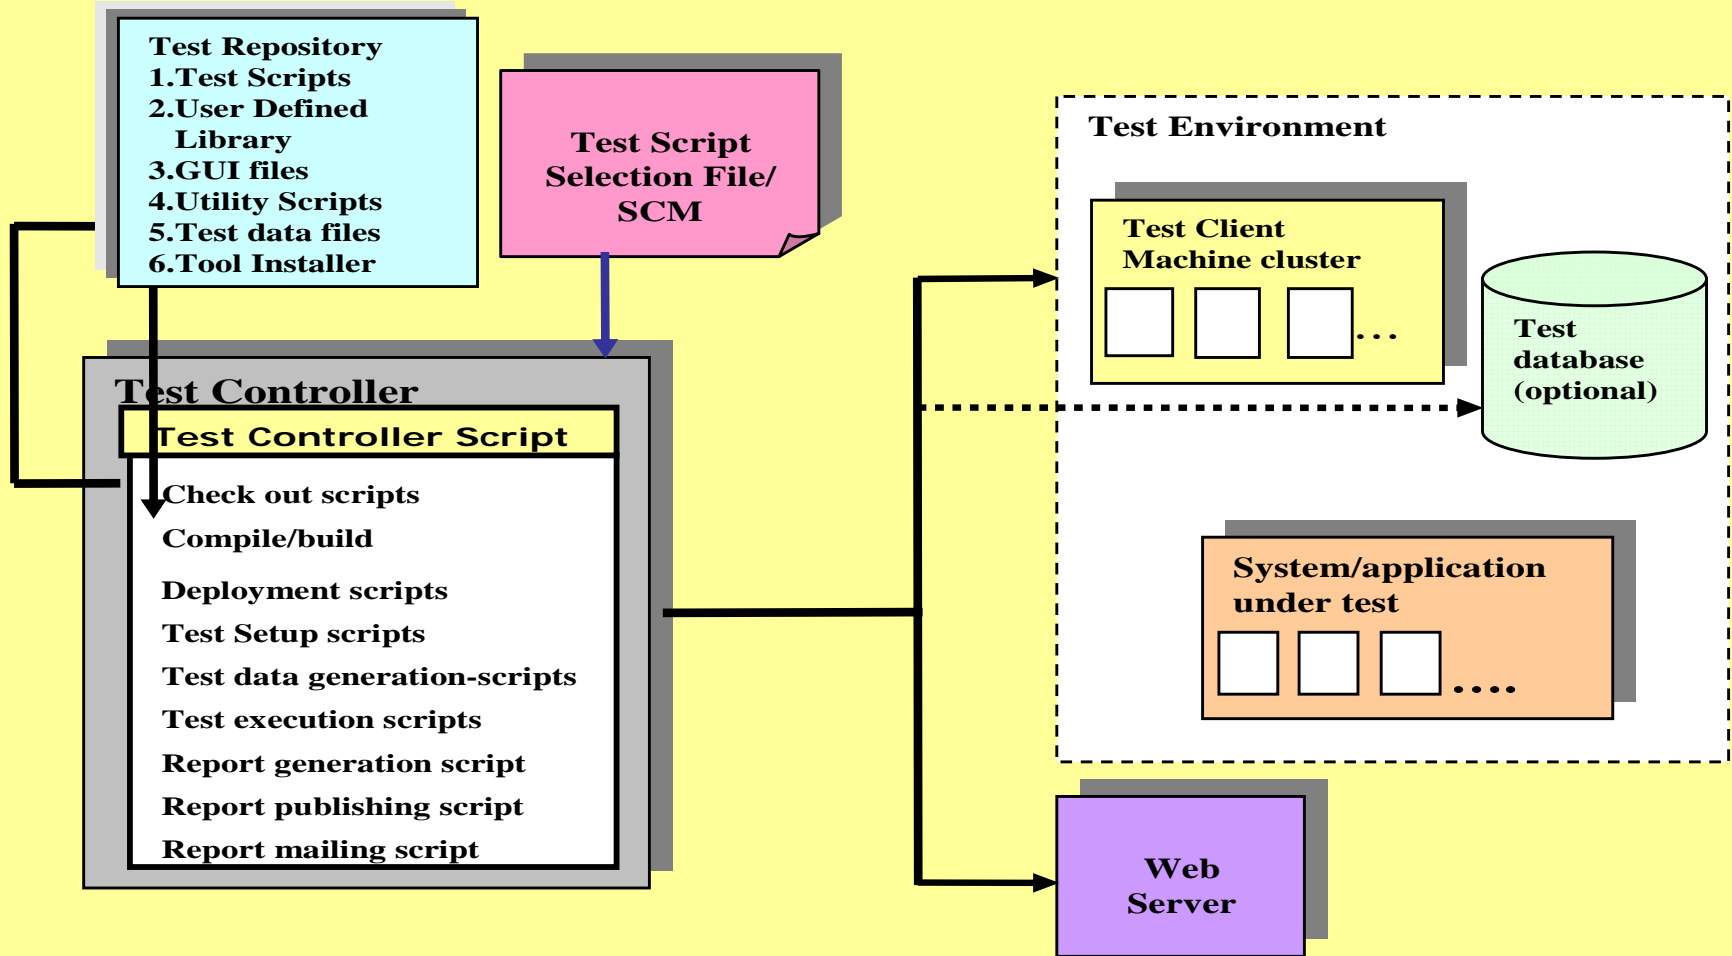 Test Repository
1.Test Scripts
2.User Defined
Library
3.GUI files
4.Utility Scripts
5.Test data files
6.Tool Installer
Test Script
Selection File/
SCM
Test Controller
Test Controller Script
Check out scripts
Compile/build
Deployment scripts
Test Setup scripts
Test data generation-scripts
Test execution scripts
Report generation script
Report publishing script
Report mailing script
Test Environment
Test Client
Machine cluster
...
Test
database
(optional)
System/application
under test
....
Web
Server